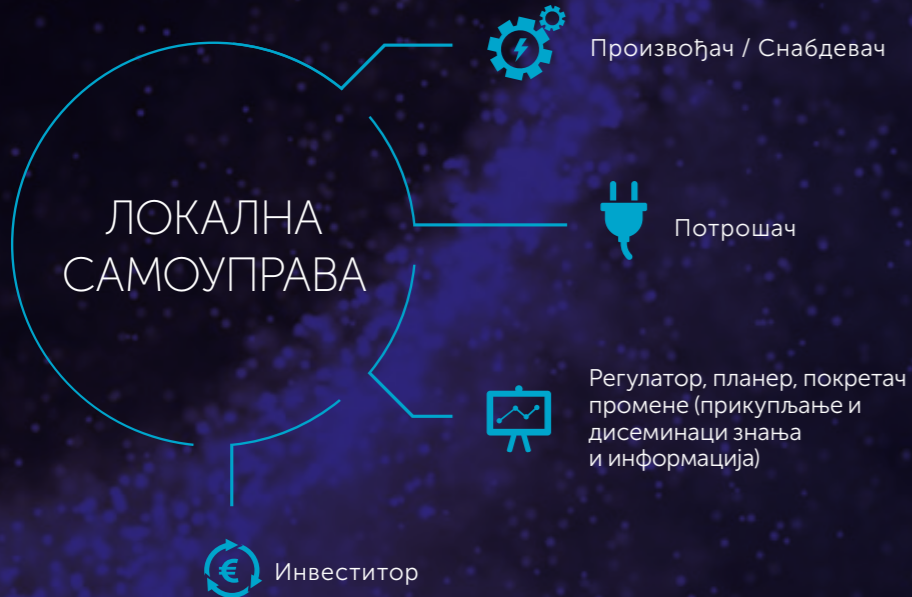 Произвођач / Снабдевач
ЛОКАЛНА
САМОУПРАВА
Потрошач
Регулатор, планер, покретач
промене (прикупљање и
дисеминаци знања
и информација)
€ Инвеститор